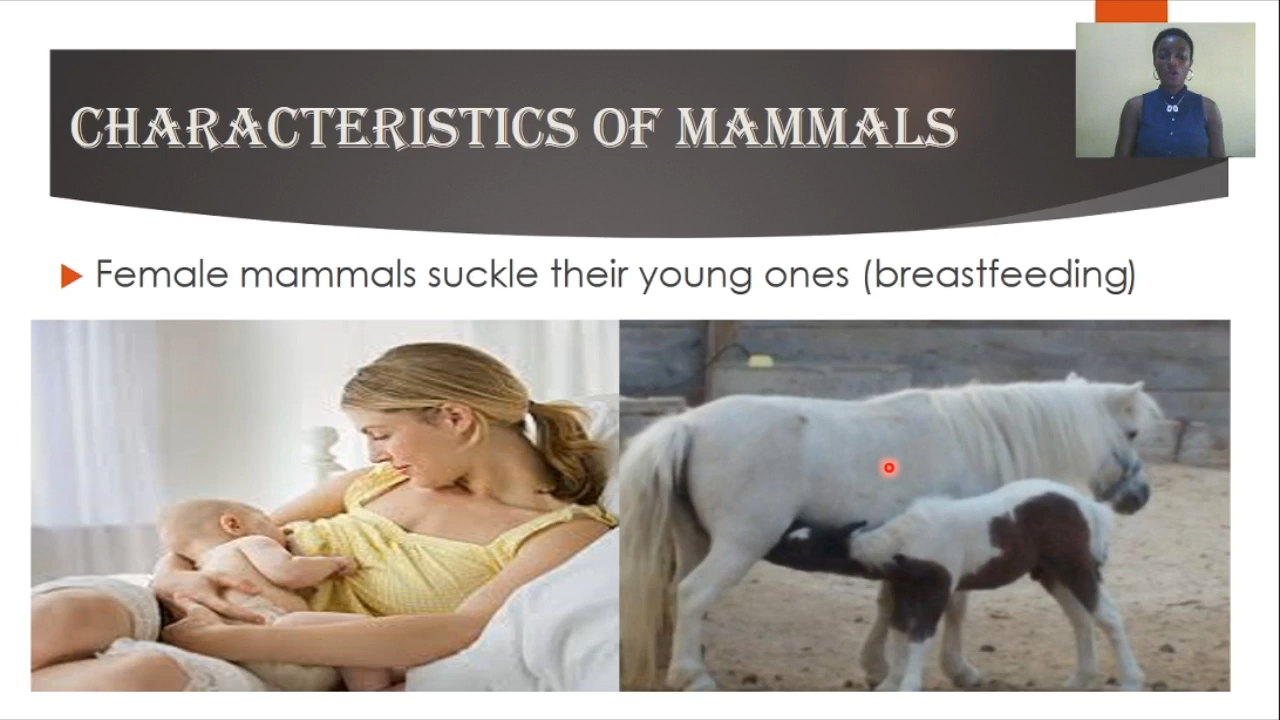 CHARACTERISTICS OF MAMMALS
Female mammals suckle their young ones (breastfeeding)